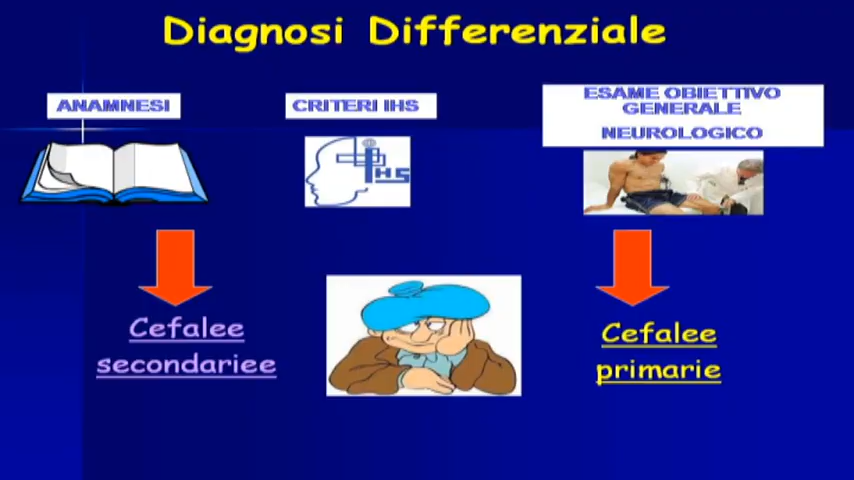 Diagnosi Differenziale
ANAMNESI
CRITERI IHS
ESAME OBIETTIVO
GENERALE
NEUROLOGICO
IHS
Cefalee
secondariee
Cefalee
primarie